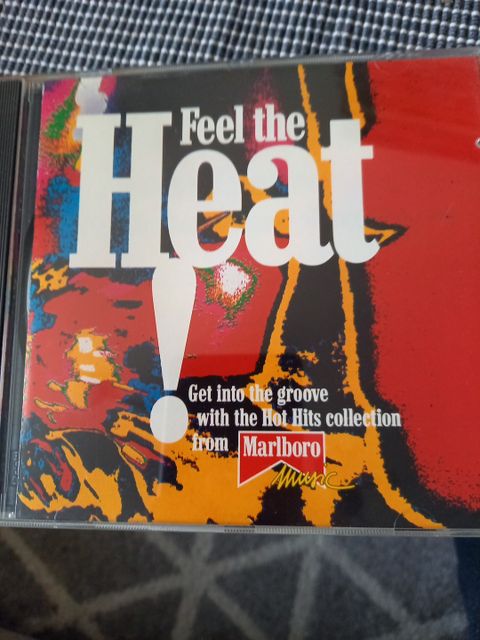 Feel the
Heat
!
Get into the groove
with the Hot Hits collection
from Marlboro
music